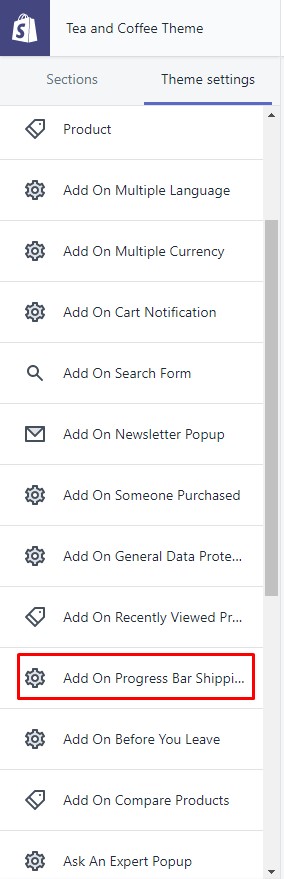 Tea and Coffee Theme
Sections Theme settings
Product
Add On Multiple Language
Add On Multiple Currency
Add On Cart Notification
Add On Search Form
Add On Newsletter Popup
Add On Someone Purchased
Add On General Data Prote...
Add On Recently Viewed Pr...
Add On Progress Bar Shippi...
Add On Before You Leave
Add On Compare Products
Ask An Expert Popup